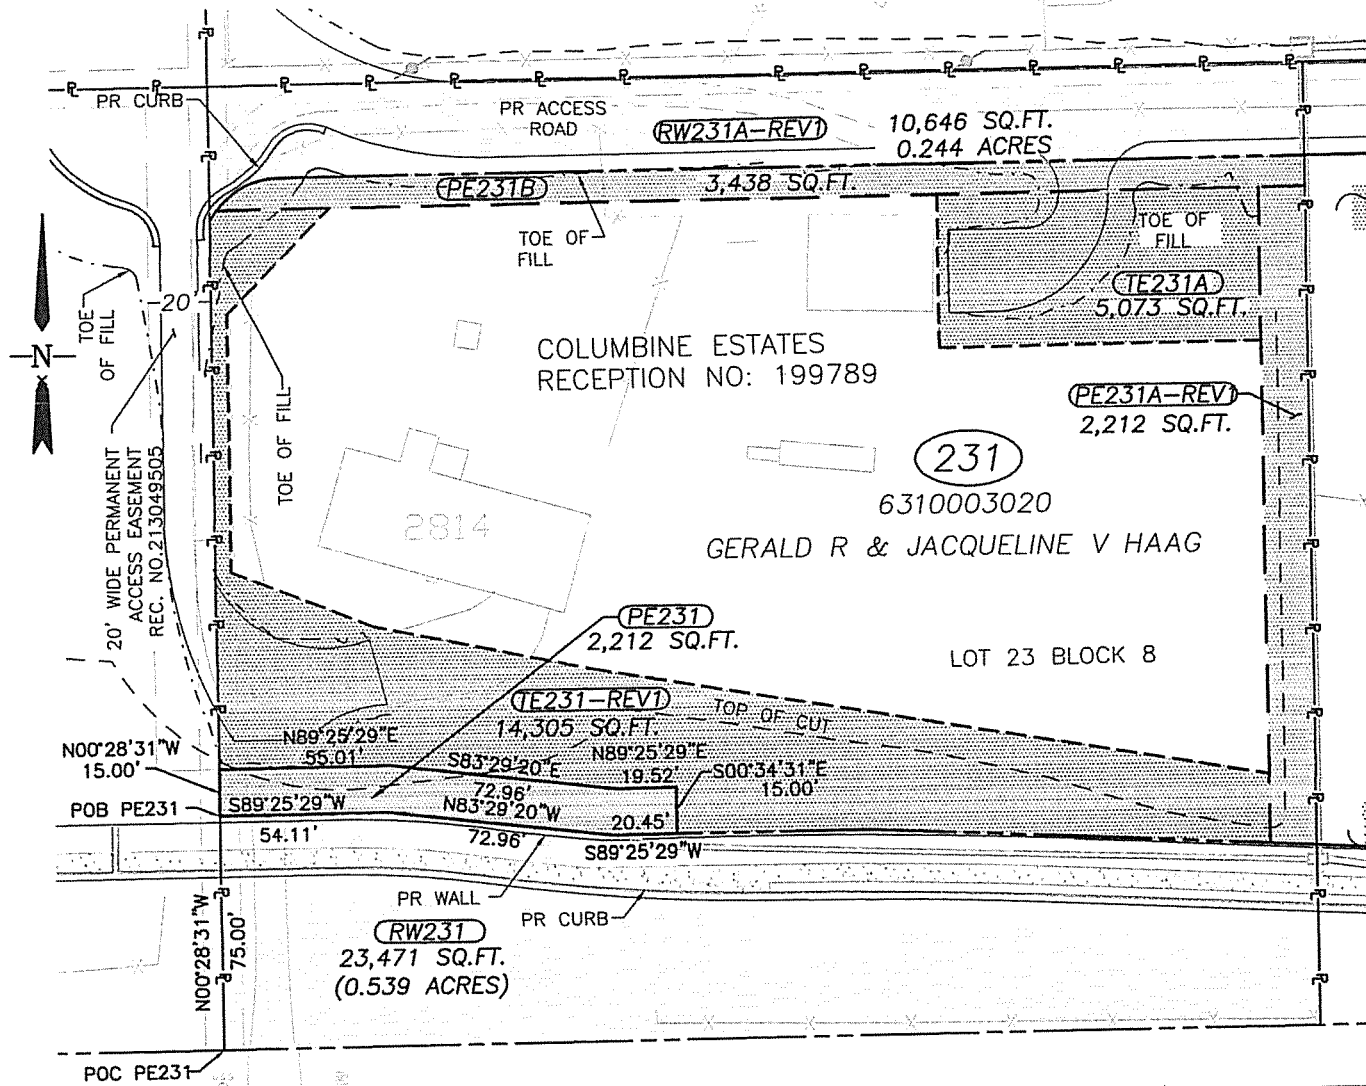 PR CURB
PR ACCESS
ROAD
RW231A-REV1
10,646 SQ.FT.
0.244 ACRES
PE231B
3,438 SQ.FT.
TOE OF
FILL
TOE OF
FILL
TE231A
5,073 SQ.FT.
20'
TOE
OF FILL
N
COLUMBINE ESTATES
RECEPTION NO: 199789
TOE OF FILL
PE231A-REV1
2,212 SQ.FT.
231
6310003020
GERALD R & JACQUELINE V HAAG
20' WIDE PERMANENT
ACCESS EASEMENT
REC. NO.213049505
2814
PE231
2,212 SQ.FT.
LOT 23 BLOCK 8
TE231-REV1
14,305 SQ.FT.
TOP OF CUT
N00°28'31"W
15.00'
N89°25'29"E
55.01'
S83°29'20"E
72.96'
N89°25'29"E
19.52'
S00°34'31"E
15.00'
POB PE231
S89°25'29"W
54.11'
N83°29'20"W
72.96'
20.45'
S89°25'29"W
PR WALL
PR CURB
RW231
23,471 SQ.FT.
(0.539 ACRES)
N00°28'31"W
75.00'
POC PE231